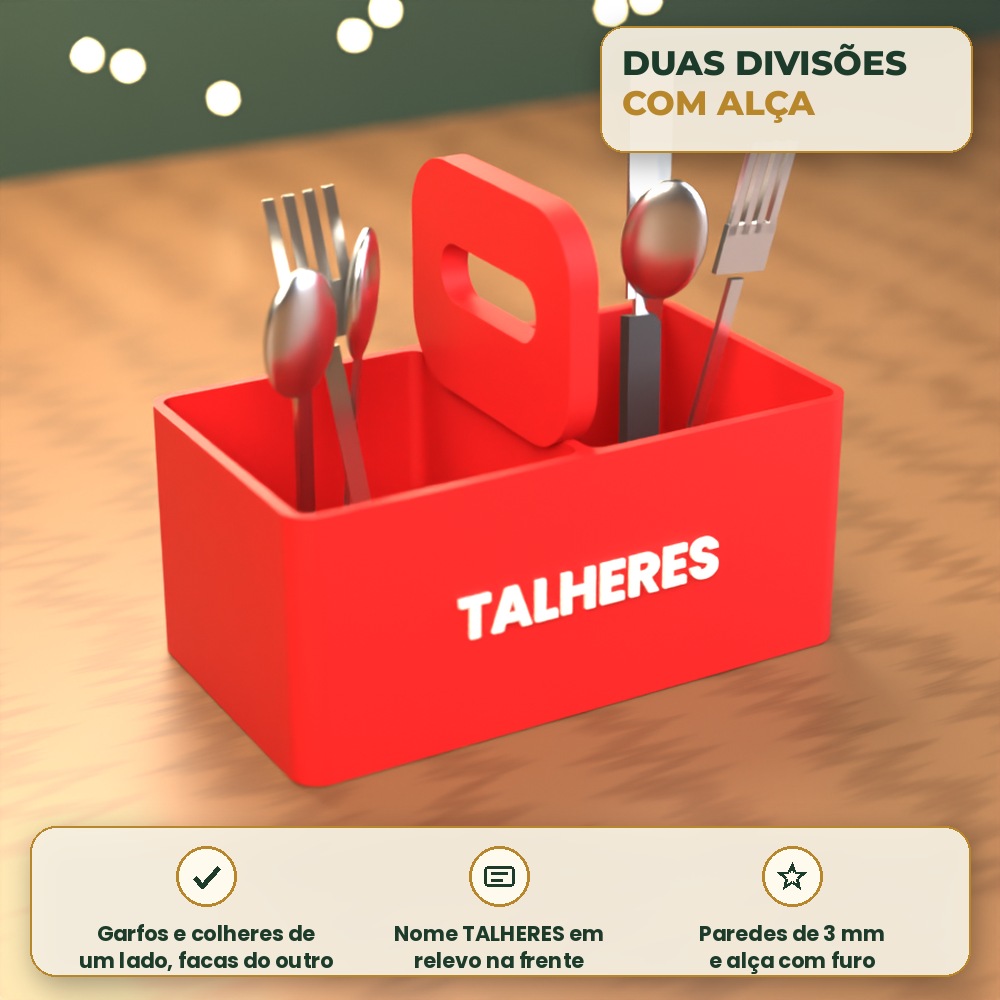 DUAS DIVISÕES
COM ALÇA
TALHERES
Garfos e colheres de
um lado, facas do outro
Nome TALHERES em
relevo na frente
Paredes de 3 mm
e alça com furo